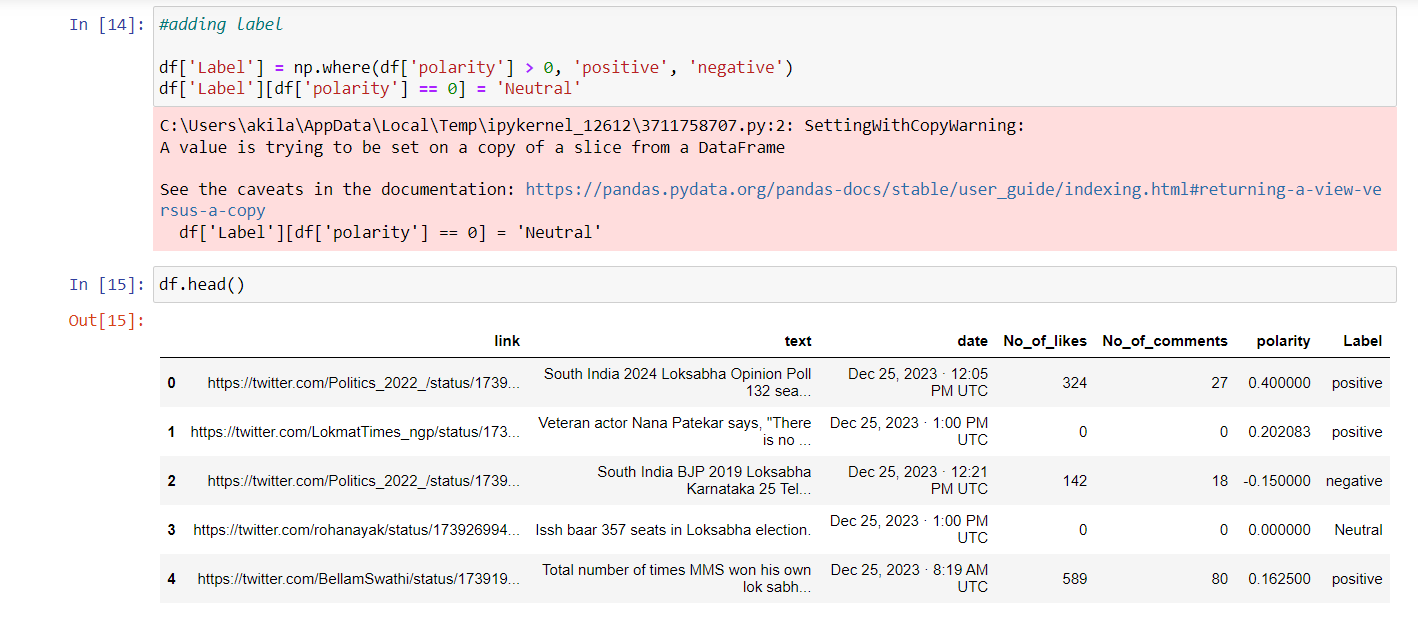 In [14]: #adding label
df['Label'] = np.where(df['polarity'] > 0, 'positive', 'negative')
df['Label'][df['polarity'] == 0] = 'Neutral'
C:\Users\akila\AppData\Local\Temp\ipykernel_12612\3711758707.py:2: SettingWithCopyWarning:
A value is trying to be set on a copy of a slice from a DataFrame
See the caveats in the documentation: https://pandas.pydata.org/pandas-docs/stable/user_guide/indexing.html#returning-a-view-ve
rsus-a-copy
df['Label'][df['polarity'] == 0] = 'Neutral'
In [15]: df.head()
Out[15]:
link text date No_of_likes No_of_comments polarity Label
0 https://twitter.com/Politics_2022_/status/1739... South India 2024 Loksabha Opinion Poll Dec 25, 2023 · 12:05 324 27 0.400000 positive
132 sea... PM UTC
1 https://twitter.com/LokmatTimes_ngp/status/173... Veteran actor Nana Patekar says, "There Dec 25, 2023 · 1:00 PM 0 0 0.202083 positive
is no ... UTC
2 https://twitter.com/Politics_2022_/status/1739... South India BJP 2019 Loksabha Dec 25, 2023 · 12:21 142 18 -0.150000 negative
Karnataka 25 Tel... PM UTC
3 https://twitter.com/rohanayak/status/173926994... Issh baar 357 seats in Loksabha election. Dec 25, 2023 · 1:00 PM 0 0 0.000000 Neutral
UTC
4 https://twitter.com/BellamSwathi/status/173919... Total number of times MMS won his own Dec 25, 2023 · 8:19 AM 589 80 0.162500 positive
lok sabh... UTC